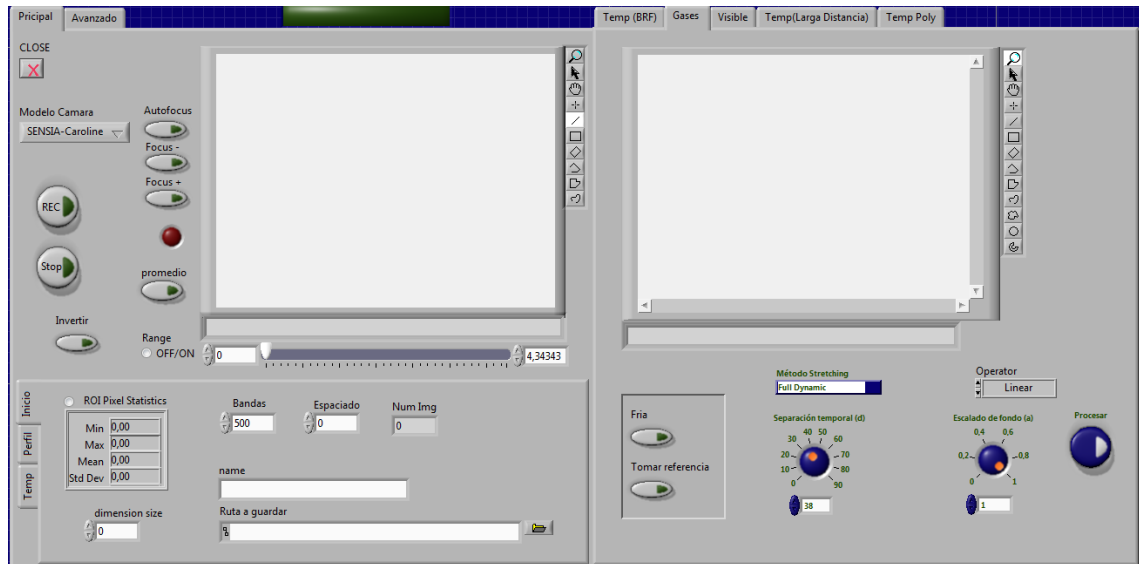 Pricipal
Avanzado
CLOSE
Modelo Camara
SENSIA-Caroline
Autofocus
Focus -
Focus +
REC
Stop
promedio
Invertir
Range
OFF/ON
0
4,34343
Inicio
Perfil
Temp
ROI Pixel Statistics
Min 0,00
Max 0,00
Mean 0,00
Std Dev 0,00
dimension size
0
Bandas
500
Espaciado
0
Num Img
0
name
Ruta a guardar
Temp (BRF)
Gases
Visible
Temp(Larga Distancia)
Temp Poly
Fria
Tomar referencia
Método Stretching
Full Dynamic
Separación temporal (d)
0 10 20 30 40 50 60 70 80 90
38
Operator
Linear
Escalado de fondo (a)
0 0,2 0,4 0,6 0,8 1
1
Procesar